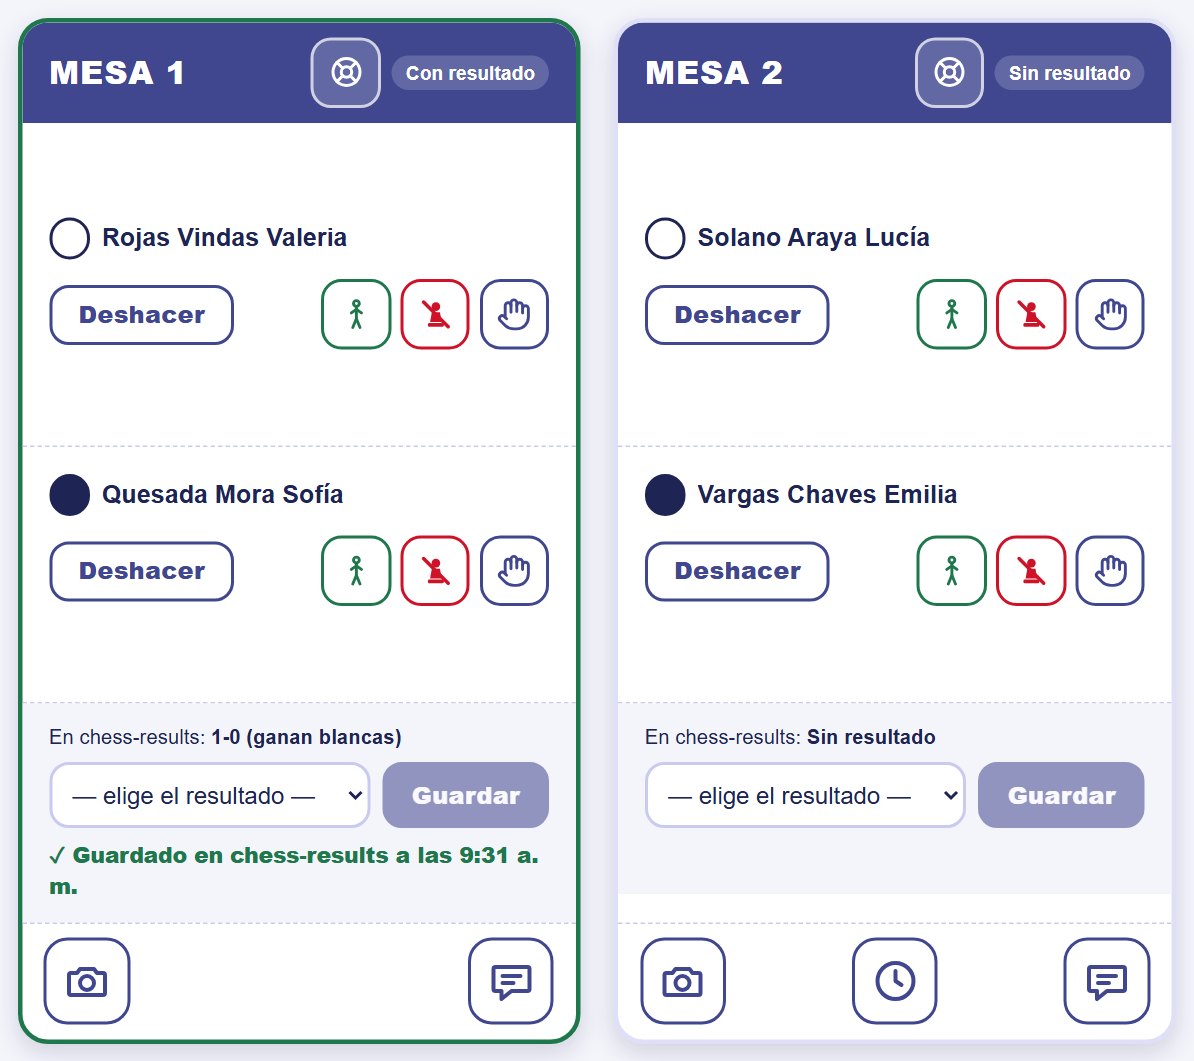 MESA 1
Con resultado
Rojas Vindas Valeria
Deshacer
Quesada Mora Sofía
Deshacer
En chess-results: 1-0 (ganan blancas)
— elige el resultado —
Guardar
✓ Guardado en chess-results a las 9:31 a.
m.
MESA 2
Sin resultado
Solano Araya Lucía
Deshacer
Vargas Chaves Emilia
Deshacer
En chess-results: Sin resultado
— elige el resultado —
Guardar